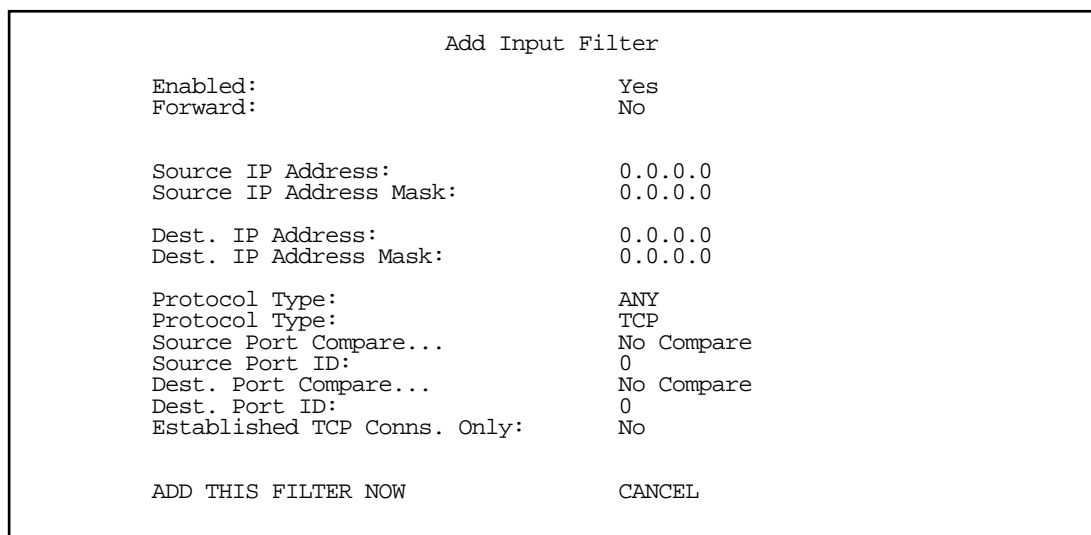 Add Input Filter
Enabled: Yes
Forward: No
Source IP Address: 0.0.0.0
Source IP Address Mask: 0.0.0.0
Dest. IP Address: 0.0.0.0
Dest. IP Address Mask: 0.0.0.0
Protocol Type: ANY
Protocol Type: TCP
Source Port Compare... No Compare
Source Port ID: 0
Dest. Port Compare... No Compare
Dest. Port ID: 0
Established TCP Conns. Only: No
ADD THIS FILTER NOW CANCEL